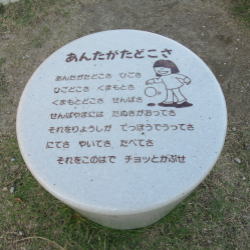 あんたがたどこさ
あんたがたどこさ　ひごさ
ひごどこさ　くまもとさ
くまもとどこさ　せんばさ
せんばやまには　たぬきがおってさ
それをりょうしが　てっぽうでうってさ
にてさ　やいてさ　たべてさ
それをこのはで　チョッとかぶせ